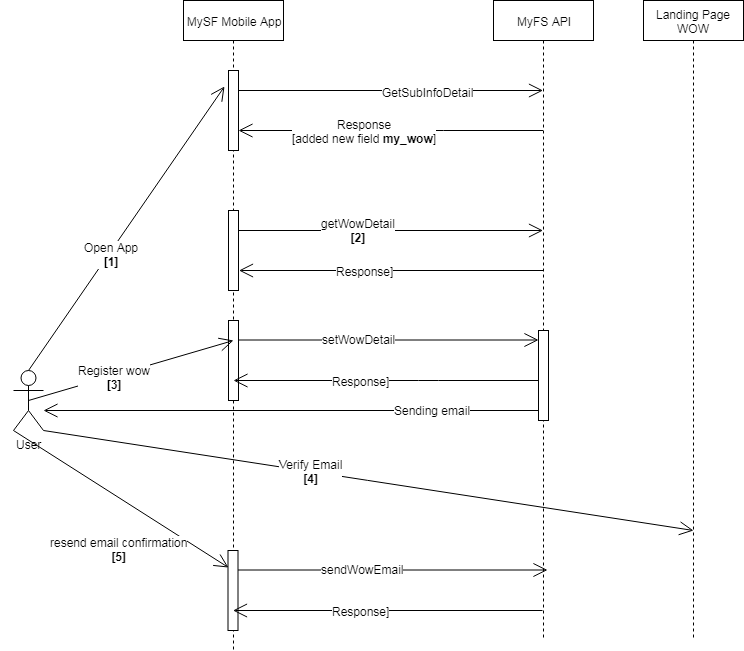 MySF Mobile App
MyFS API
Landing Page
WOW
GetSubInfoDetail
Response
[added new field my_wow]
getWowDetail
[2]
Open App
[1]
Response]
setWowDetail
Register wow
[3]
Response]
Sending email
User
Verify Email
[4]
resend email confirmation
[5]
sendWowEmail
Response]